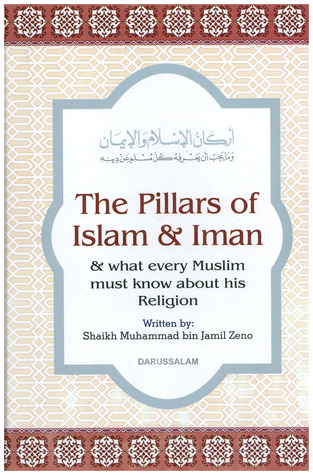 أركان الإسلام والإيمان
وما يجب أن يعرفه كل مسلم عن دينه
The Pillars of
Islam & Iman
& what every Muslim
must know about his
Religion
Written by:
Shaikh Muhammad bin Jamil Zeno
DARUSSALAM